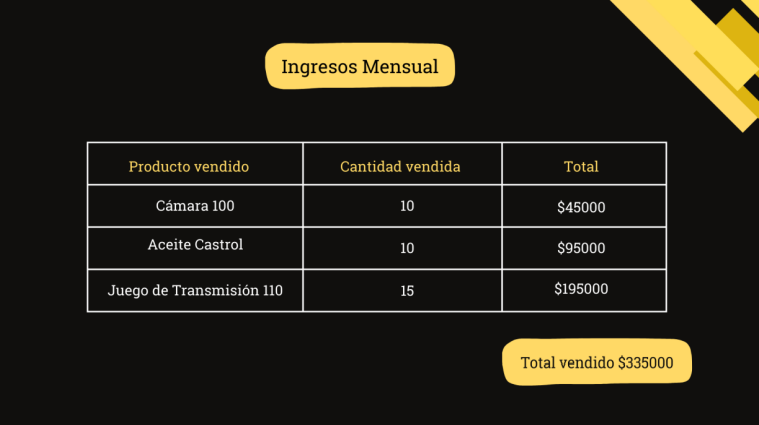 Ingresos Mensual
Producto vendido Cantidad vendida Total
Cámara 100 10 $45000
Aceite Castrol 10 $95000
Juego de Transmisión 110 15 $195000
Total vendido $335000